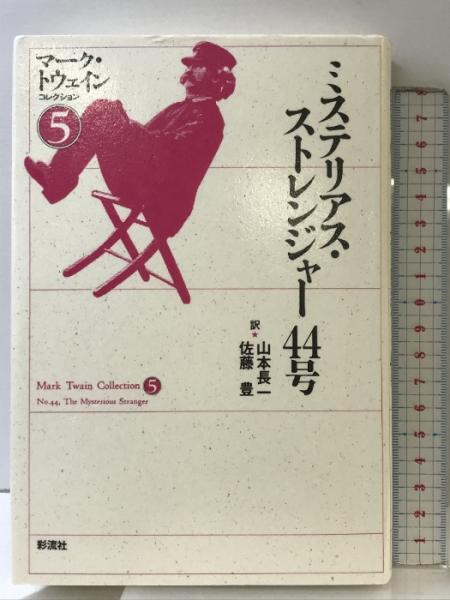 マーク・
トウェイン
コレクション
5
ミステリアス・
ストレンジャー 44号
訳★山本長一
佐藤 豊
Mark Twain Collection 5
No.44, The Mysterious Stranger
彩流社